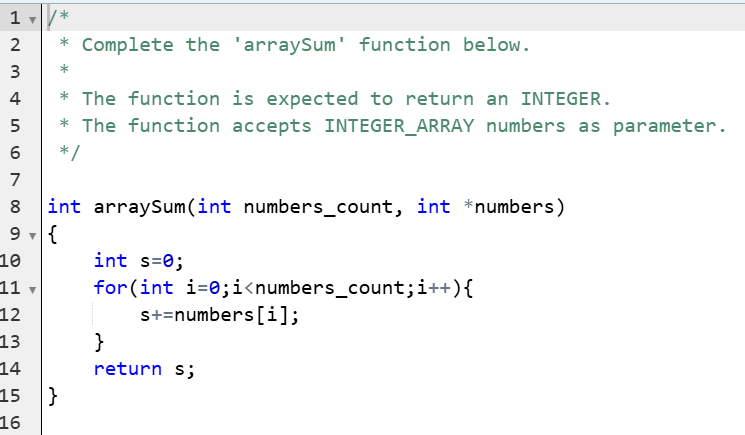 1 /*
2  * Complete the 'arraySum' function below.
3  *
4  * The function is expected to return an INTEGER.
5  * The function accepts INTEGER_ARRAY numbers as parameter.
6  */
7
8 int arraySum(int numbers_count, int *numbers)
9 {
10     int s=0;
11     for(int i=0;i<numbers_count;i++){
12         s+=numbers[i];
13     }
14     return s;
15 }
16